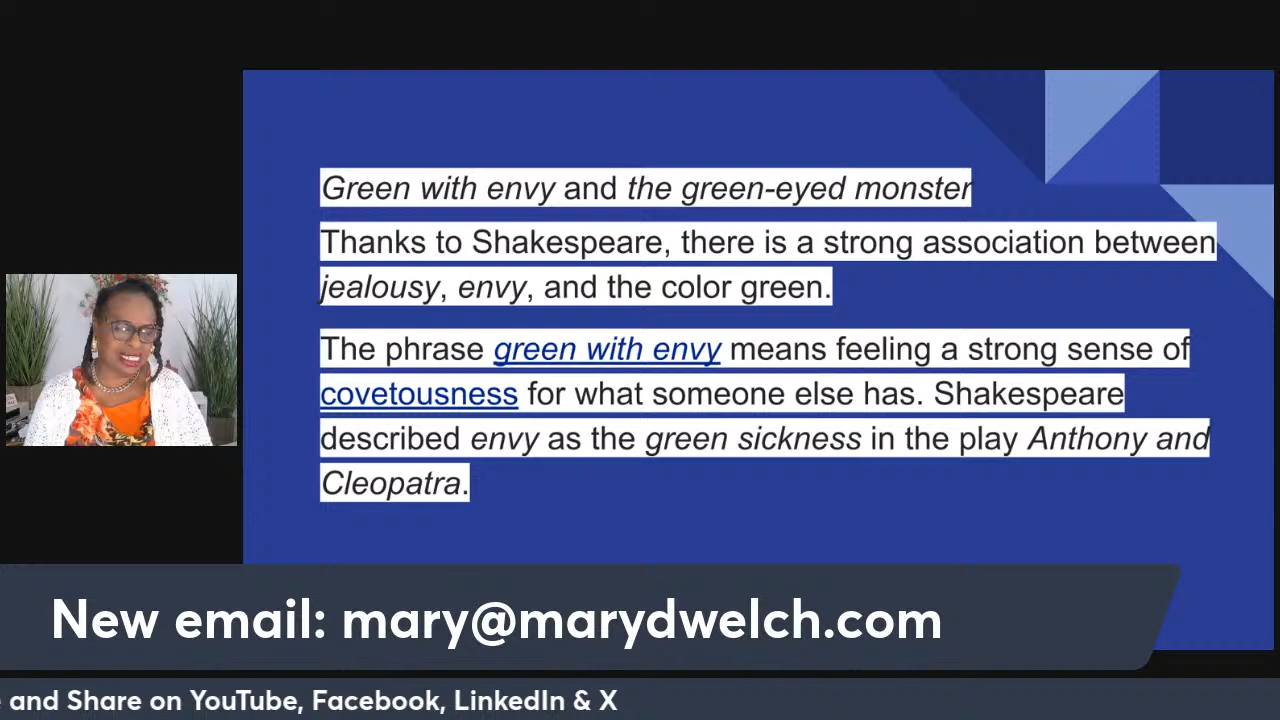 Green with envy and the green-eyed monster
Thanks to Shakespeare, there is a strong association between
jealousy, envy, and the color green.
The phrase green with envy means feeling a strong sense of
covetousness for what someone else has. Shakespeare
described envy as the green sickness in the play Anthony and
Cleopatra.
New email: mary@marydwelch.com
and Share on YouTube, Facebook, LinkedIn & X